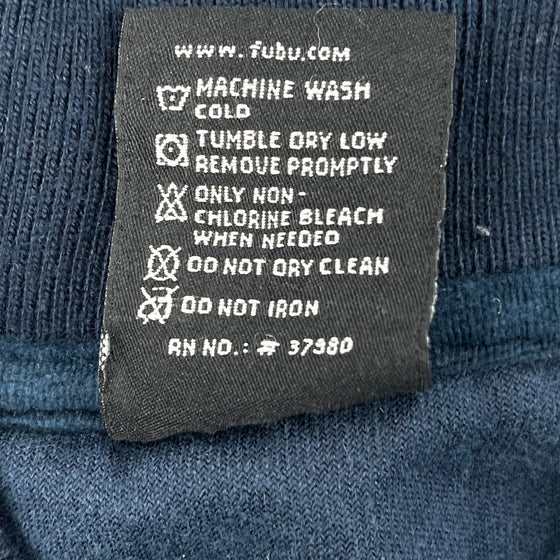 www.fubu.com
MACHINE WASH
COLD
TUMBLE DRY LOW
REMOVE PROMPTLY
ONLY NON-
CHLORINE BLEACH
WHEN NEEDED
DO NOT DRY CLEAN
DO NOT IRON
RN NO.: # 37980